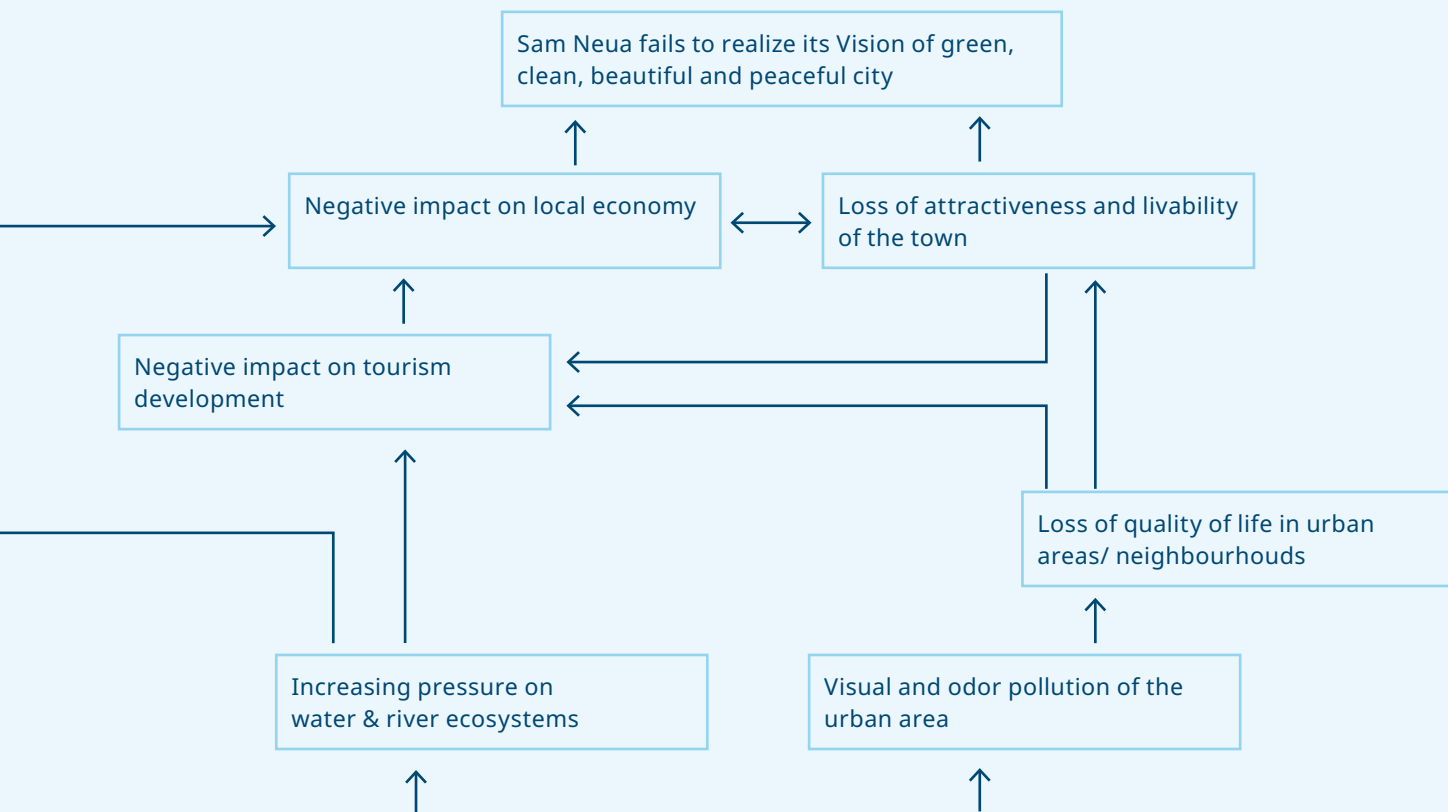 Sam Neua fails to realize its Vision of green,
clean, beautiful and peaceful city
Negative impact on local economy
Loss of attractiveness and livability
of the town
Negative impact on tourism
development
Loss of quality of life in urban
areas/ neighbourhouds
Increasing pressure on
water & river ecosystems
Visual and odor pollution of the
urban area